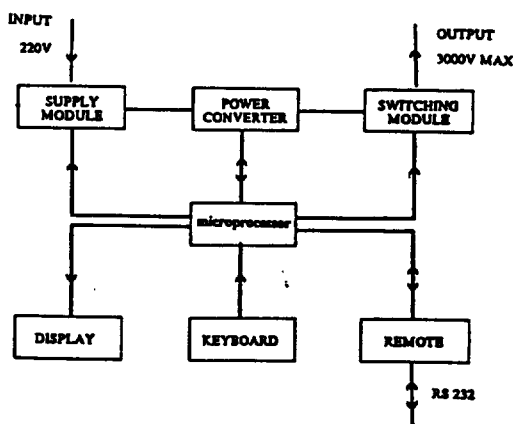 INPUT
220V
OUTPUT
3000V MAX
SUPPLY
MODULE
POWER
CONVERTER
SWITCHING
MODULE
microprocessor
DISPLAY
KEYBOARD
REMOTE
RS 232